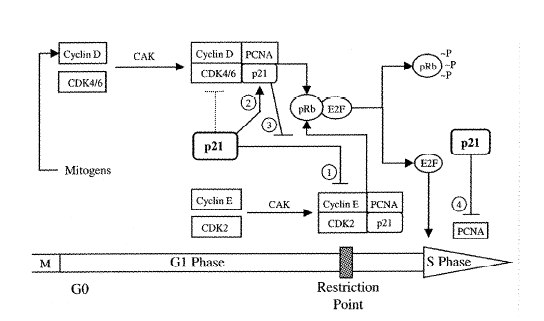 Cyclin D
CDK4/6
CAK
Cyclin D
PCNA
CDK4/6
p21
pRb
~P
~P
~P
2
3
pRb
E2F
p21
Mitogens
1
E2F
p21
4
PCNA
Cyclin E
CDK2
CAK
Cyclin E
PCNA
CDK2
p21
M
G1 Phase
S Phase
G0
Restriction
Point